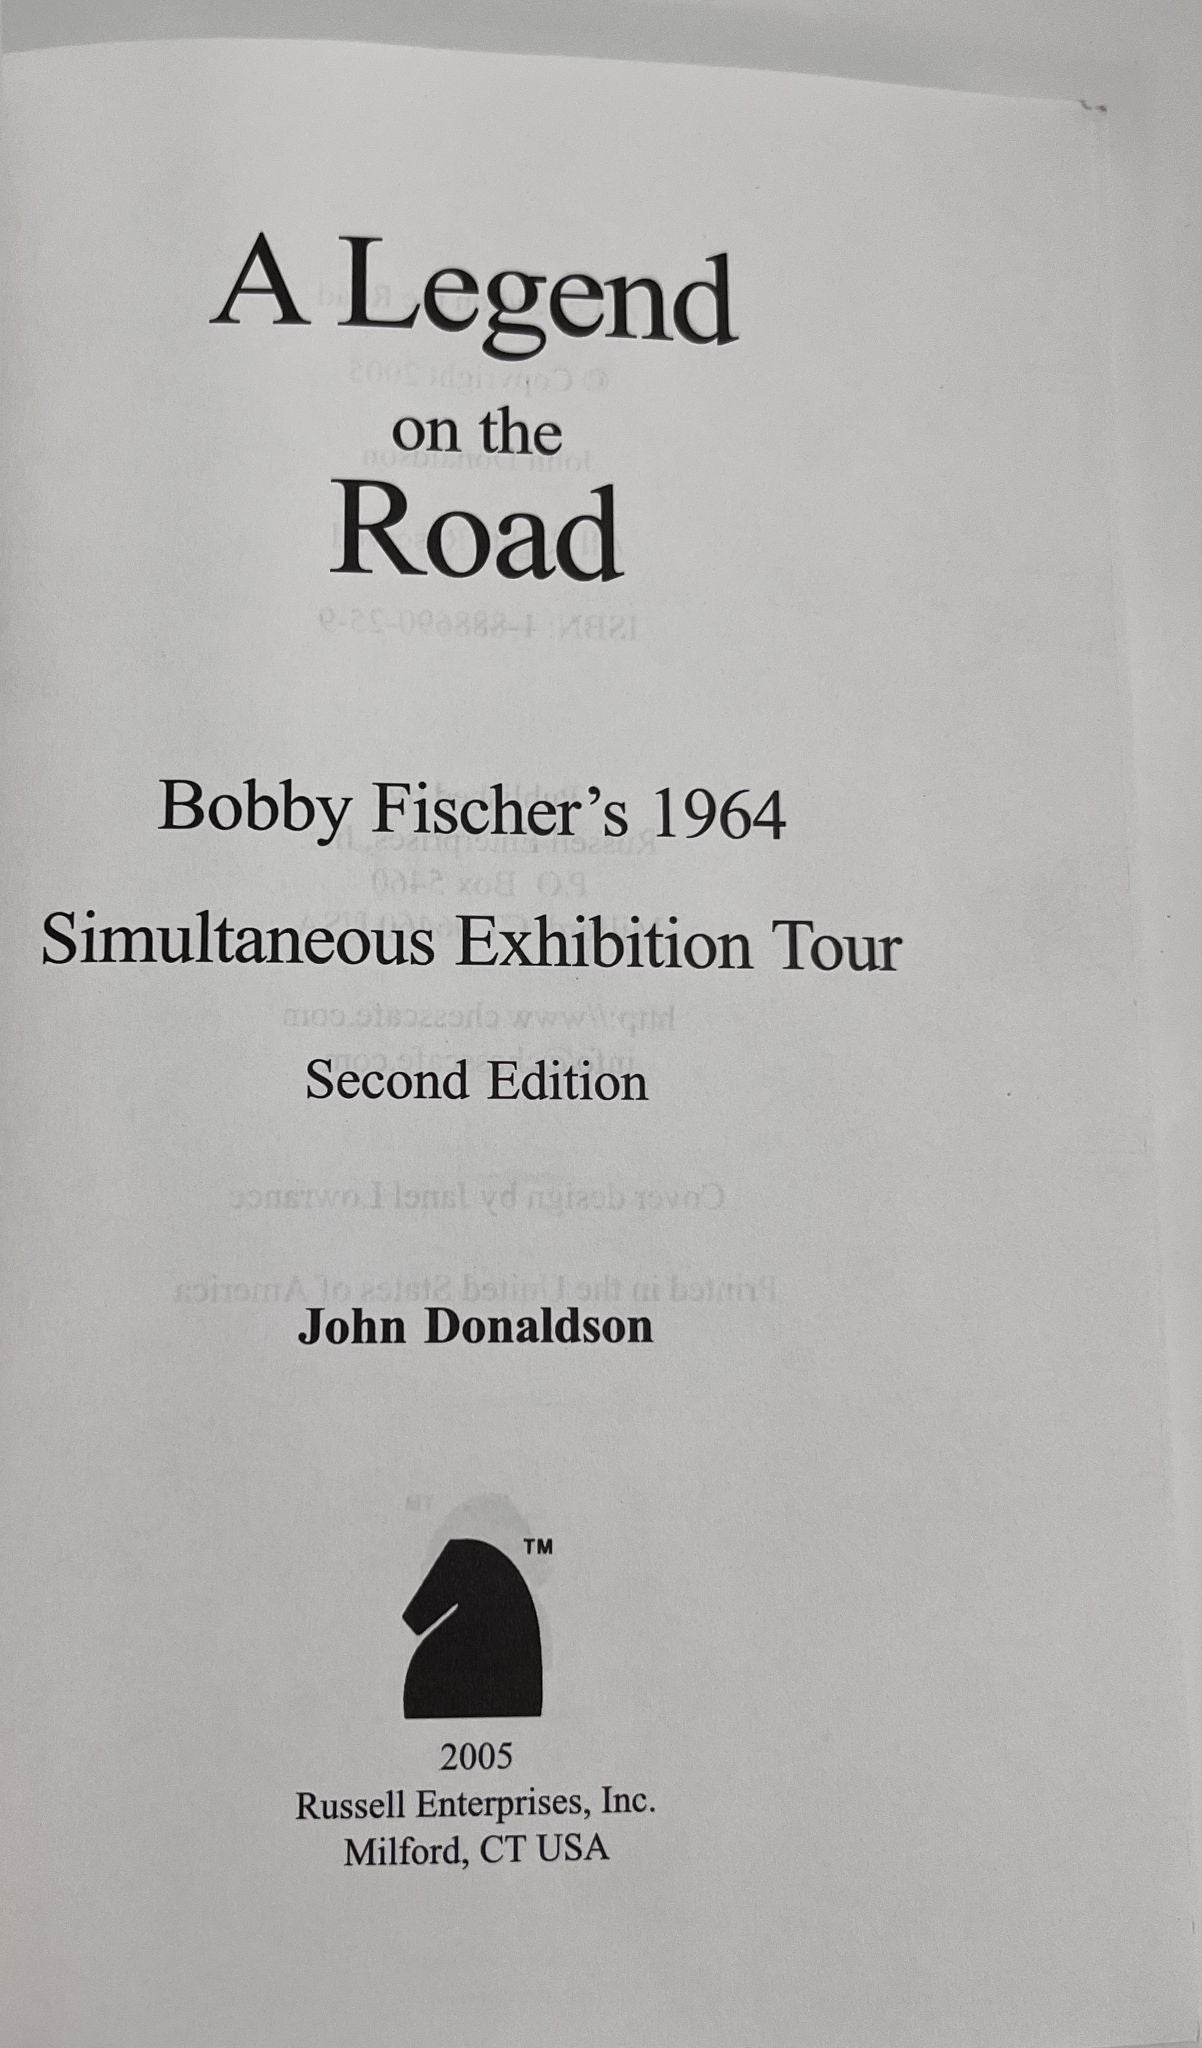 A Legend
on the
Road
Bobby Fischer's 1964
Simultaneous Exhibition Tour
Second Edition
John Donaldson
TM
2005
Russell Enterprises, Inc.
Milford, CT USA